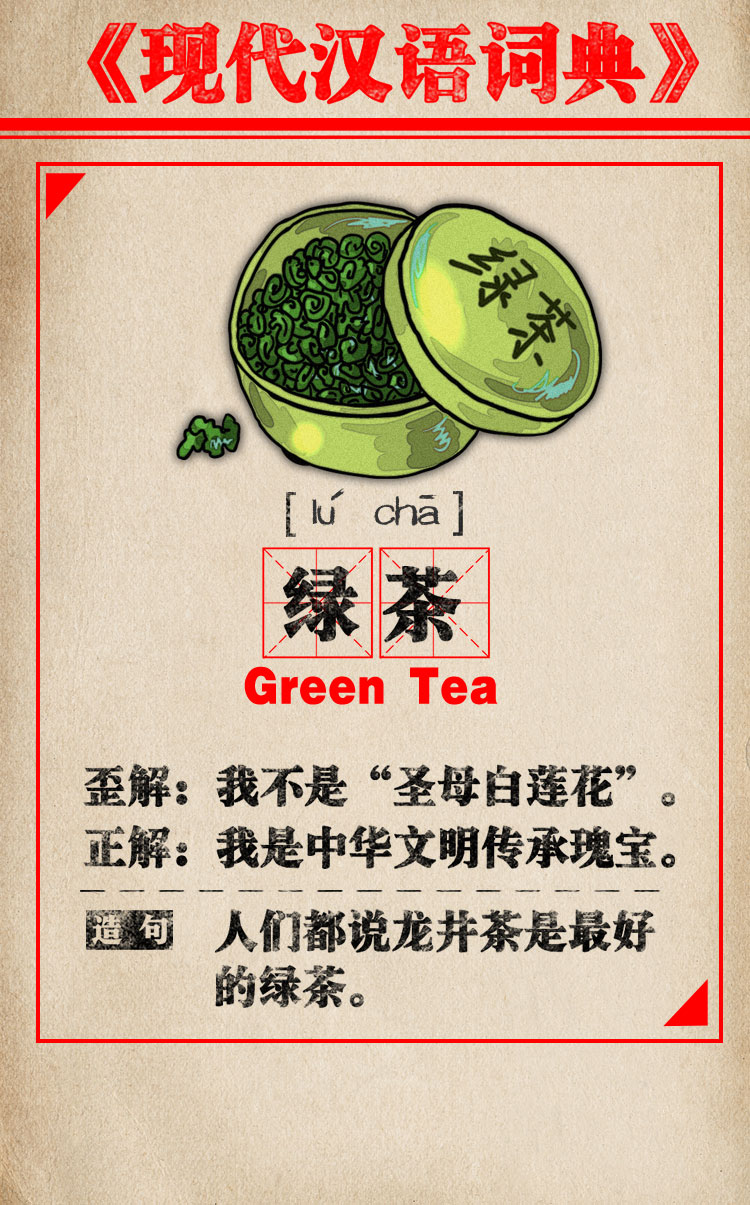 《现代汉语词典》
绿茶
[ lú chā ]
绿茶
Green Tea
歪解：我不是“圣母白莲花”。
正解：我是中华文明传承瑰宝。
造句 人们都说龙井茶是最好
的绿茶。